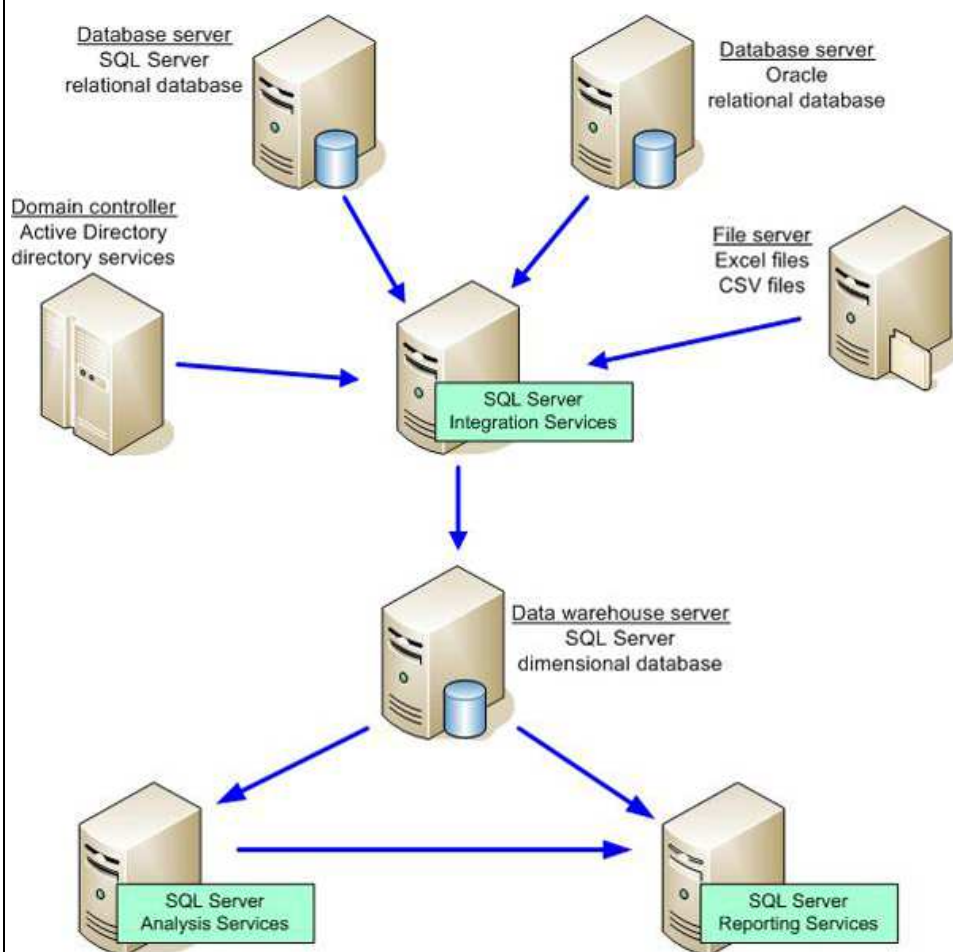 Database server
SQL Server
relational database
Database server
Oracle
relational database
Domain controller
Active Directory
directory services
File server
Excel files
CSV files
SQL Server
Integration Services
Data warehouse server
SQL Server
dimensional database
SQL Server
Analysis Services
SQL Server
Reporting Services